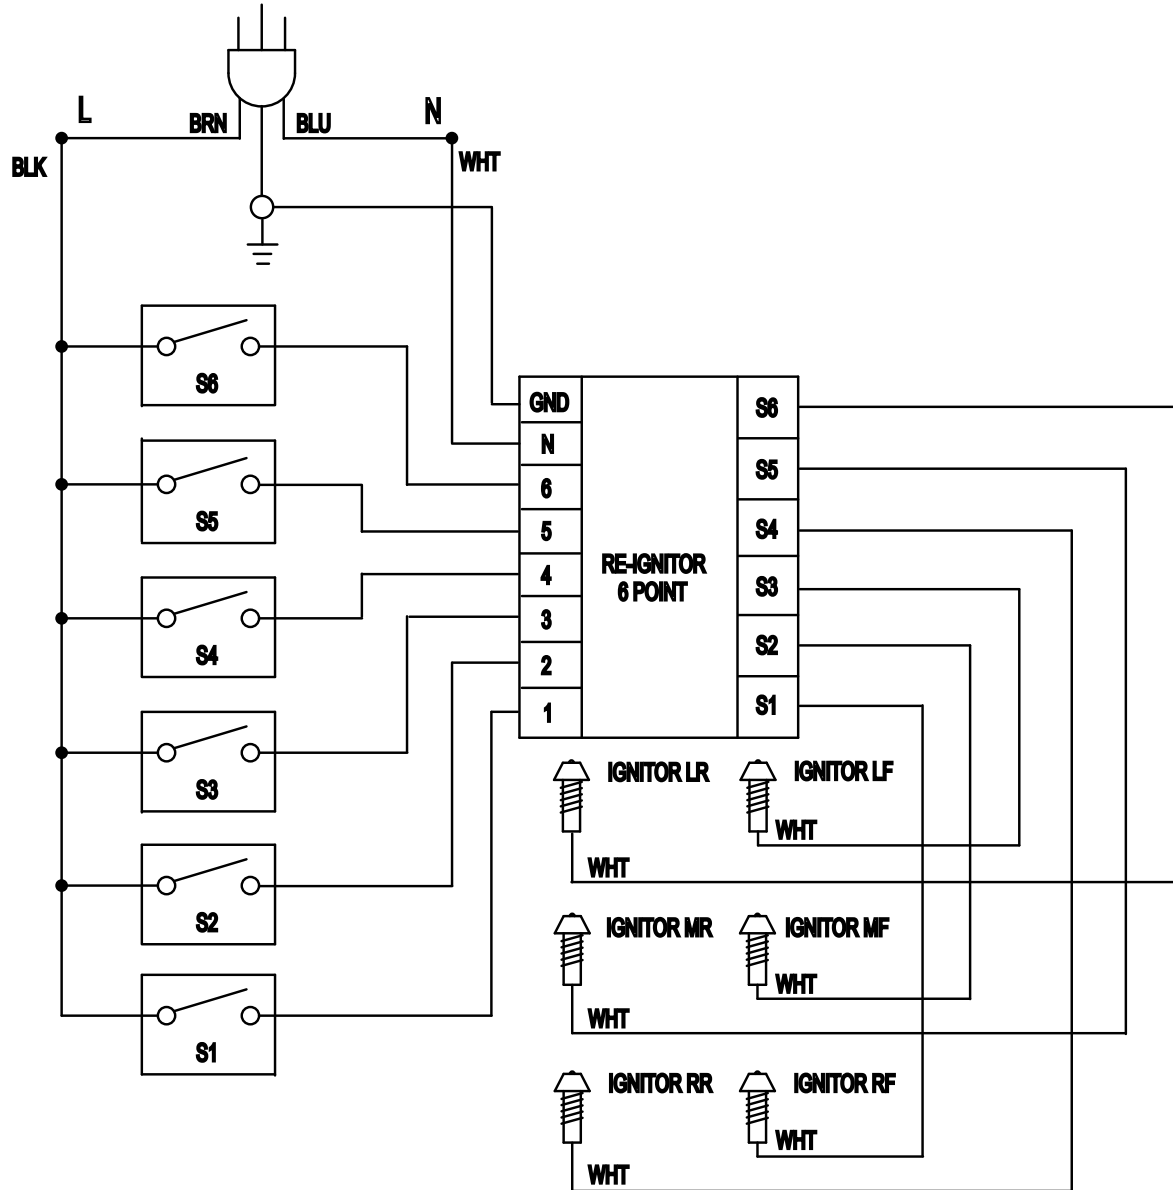 L
BRN
BLU
N
BLK
WHT
S6
S5
S4
S3
S2
S1
GND
N
6
5
4
3
2
1
RE-IGNITOR
6 POINT
S6
S5
S4
S3
S2
S1
IGNITOR LR
IGNITOR LF
WHT
WHT
IGNITOR MR
IGNITOR MF
WHT
WHT
IGNITOR RR
IGNITOR RF
WHT
WHT